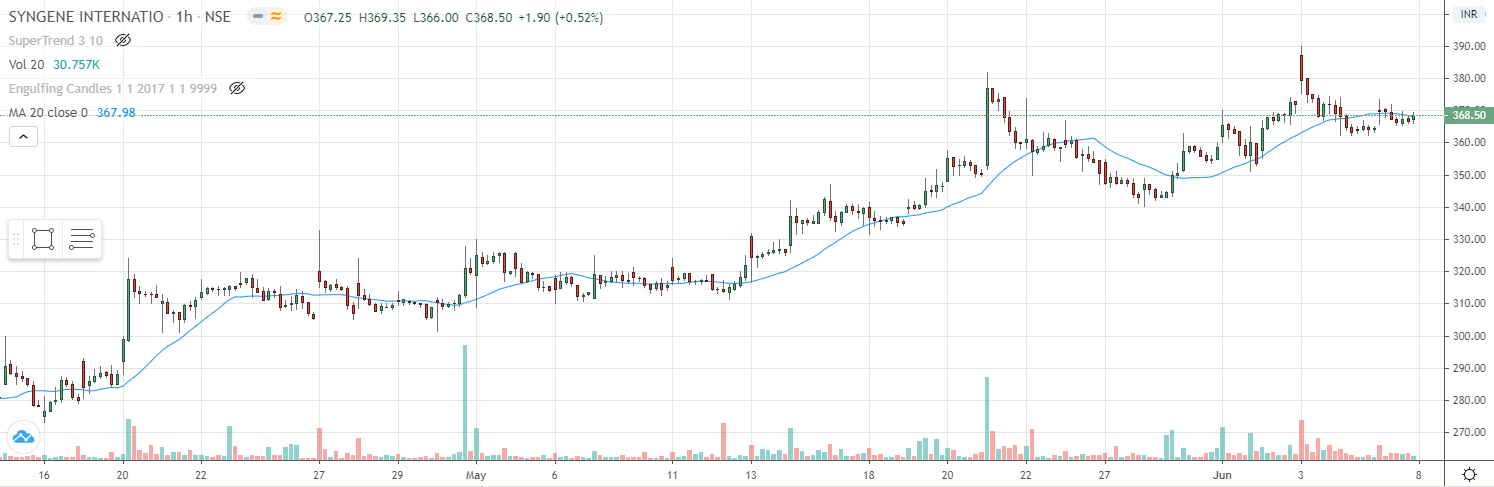 SYNGENE INTERNATIO · 1h · NSE O367.25 H369.35 L366.00 C368.50 +1.90 (+0.52%) INR
SuperTrend 3 10
Vol 20 30.757K
Engulfing Candles 1 1 2017 1 1 9999
MA 20 close 0 367.98
390.00
380.00
368.50
360.00
350.00
340.00
330.00
320.00
310.00
300.00
290.00
280.00
270.00
16 20 22 27 29 May 6 11 13 18 20 22 27 Jun 3 8